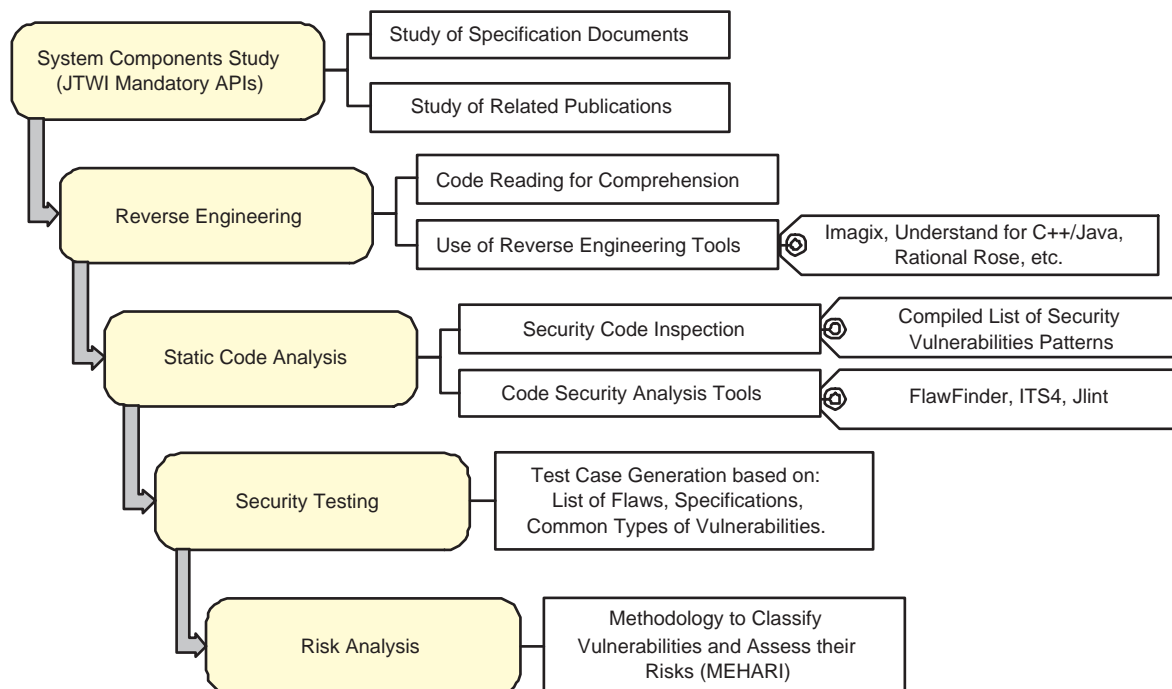 System Components Study
(JTWI Mandatory APIs)
Study of Specification Documents
Study of Related Publications
Reverse Engineering
Code Reading for Comprehension
Use of Reverse Engineering Tools
Imagix, Understand for C++/Java,
Rational Rose, etc.
Static Code Analysis
Security Code Inspection
Compiled List of Security
Vulnerabilities Patterns
Code Security Analysis Tools
FlawFinder, ITS4, Jlint
Security Testing
Test Case Generation based on:
List of Flaws, Specifications,
Common Types of Vulnerabilities.
Risk Analysis
Methodology to Classify
Vulnerabilities and Assess their
Risks (MEHARI)